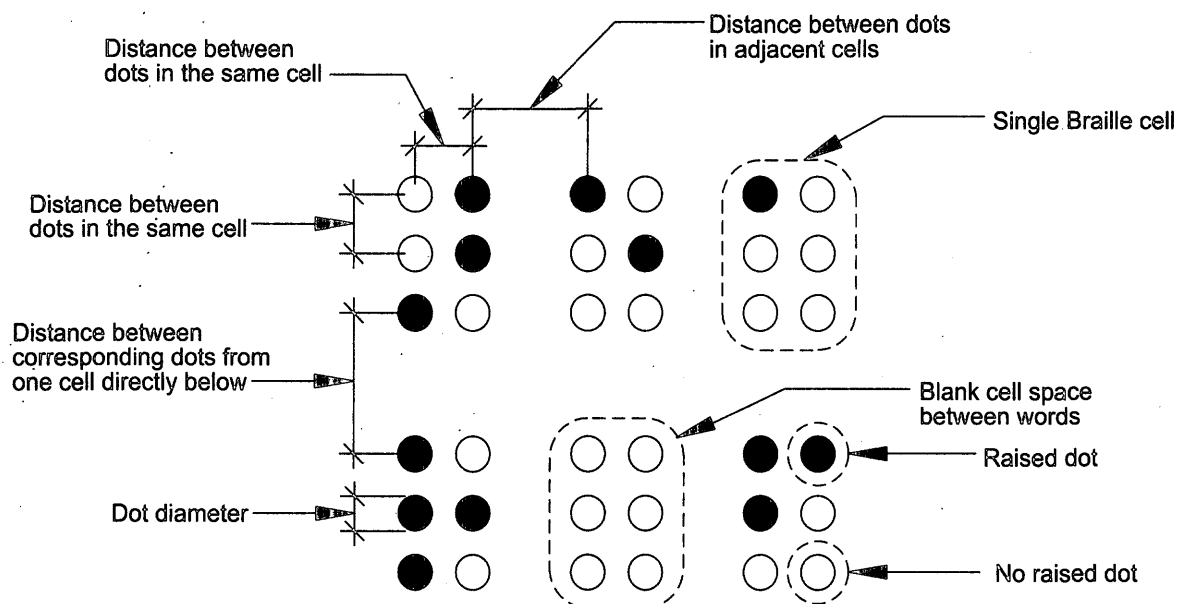 Distance between
dots in the same cell
Distance between dots
in adjacent cells
Single Braille cell
Distance between
dots in the same cell
Distance between
corresponding dots from
one cell directly below
Blank cell space
between words
Raised dot
Dot diameter
No raised dot